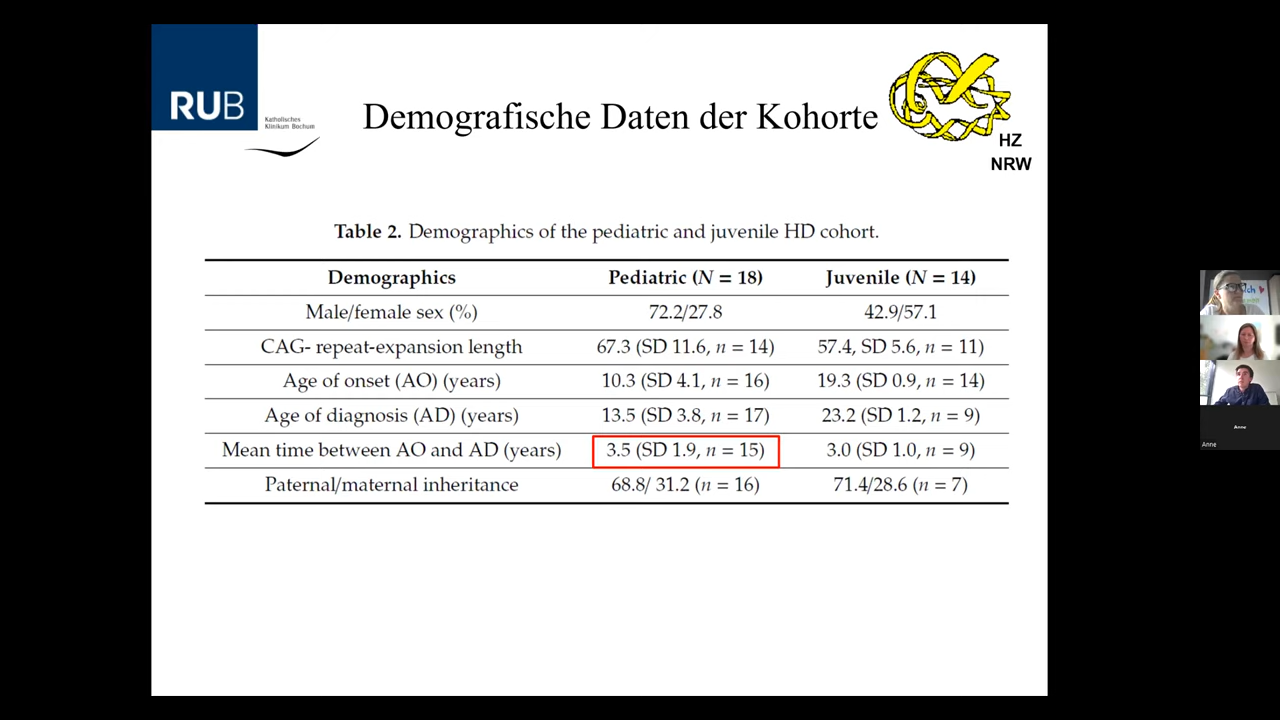 RUB
Katholisches
Klinikum Bochum
Demografische Daten der Kohorte
HZ
NRW
Table 2. Demographics of the pediatric and juvenile HD cohort.
Demographics Pediatric (N = 18) Juvenile (N = 14)
Male/female sex (%) 72.2/27.8 42.9/57.1
CAG- repeat-expansion length 67.3 (SD 11.6, n = 14) 57.4, SD 5.6, n = 11)
Age of onset (AO) (years) 10.3 (SD 4.1, n = 16) 19.3 (SD 0.9, n = 14)
Age of diagnosis (AD) (years) 13.5 (SD 3.8, n = 17) 23.2 (SD 1.2, n = 9)
Mean time between AO and AD (years) 3.5 (SD 1.9, n = 15) 3.0 (SD 1.0, n = 9)
Paternal/maternal inheritance 68.8/ 31.2 (n = 16) 71.4/28.6 (n = 7)
Anne
Anne